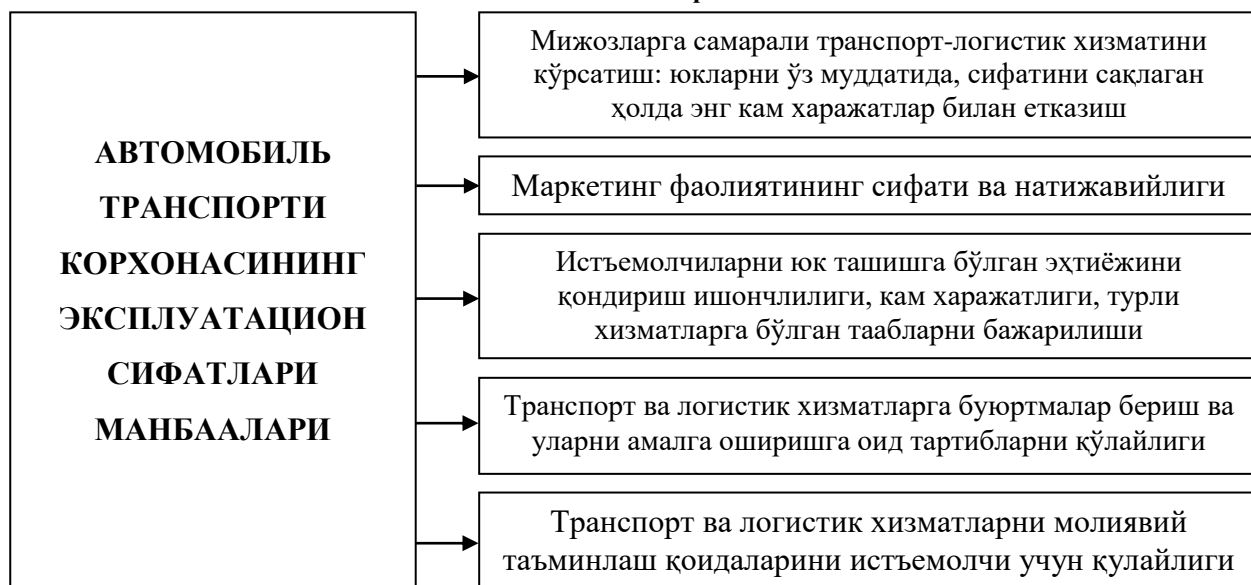 АВТОМОБИЛЬ
ТРАНСПОРТИ
КОРХОНАСИНИНГ
ЭКСПЛУАТАЦИОН
СИФАТЛАРИ
МАНБААЛАРИ
Мижозларга самарали транспорт-логистик хизматини
кўрсатиш: юкларни ўз муддатида, сифатини сақлаган
ҳолда энг кам харажатлар билан етказиш
Маркетинг фаолиятининг сифати ва натижавийлиги
Истъемолчиларни юк ташишга бўлган эҳтиёжини
қондириш ишончлилиги, кам харажатлиги, турли
хизматларга бўлган таабларни бажарилиши
Транспорт ва логистик хизматларга буюртмалар бериш ва
уларни амалга оширишга оид тартибларни қўлайлиги
Транспорт ва логистик хизматларни молиявий
таъминлаш қоидаларини истъемолчи учун қулайлиги